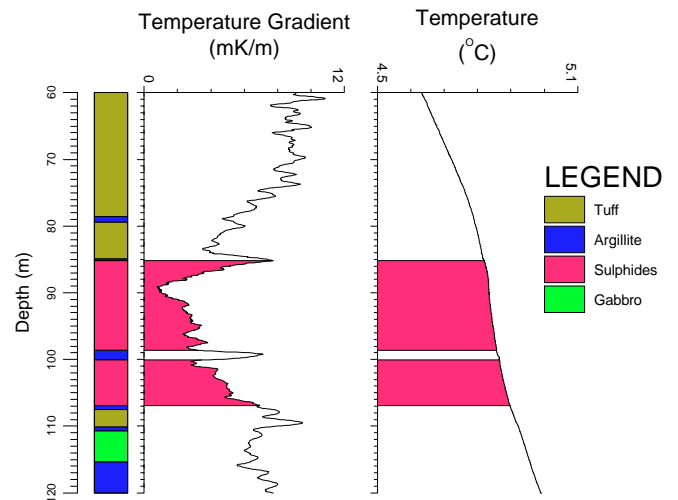 Temperature Gradient
(mK/m)
Temperature
(°C)
0
12
4.5
5.1
60
70
80
90
100
110
120
Depth (m)
LEGEND
Tuff
Argillite
Sulphides
Gabbro